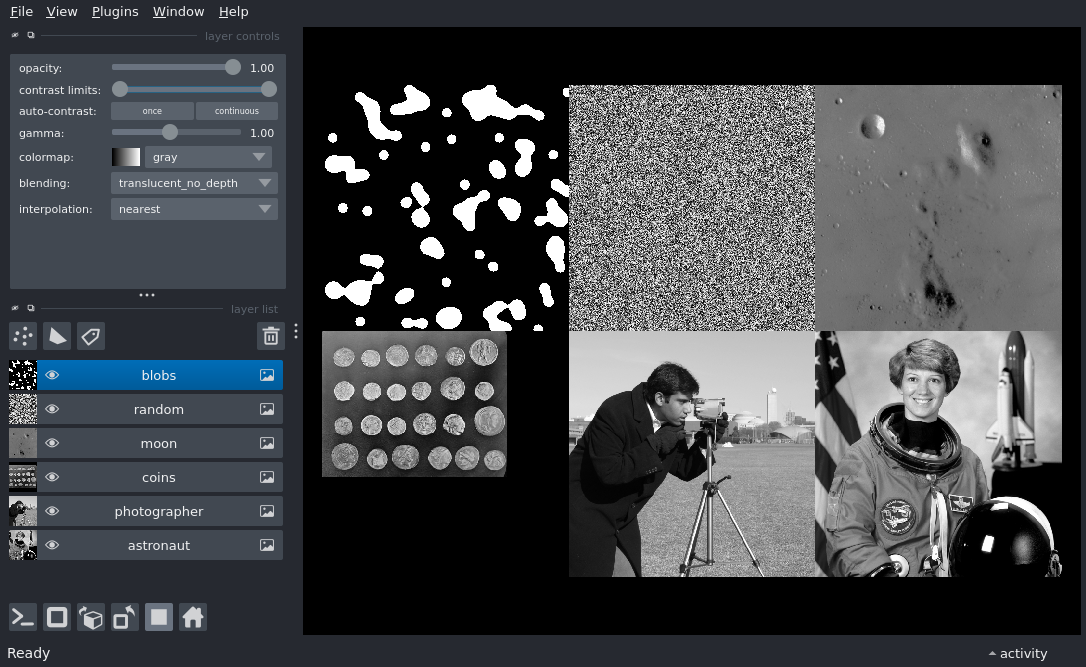 File View Plugins Window Help
layer controls
opacity: 1.00
contrast limits:
auto-contrast: once continuous
gamma: 1.00
colormap: gray
blending: translucent_no_depth
interpolation: nearest
layer list
blobs
random
moon
coins
photographer
astronaut
Ready
activity